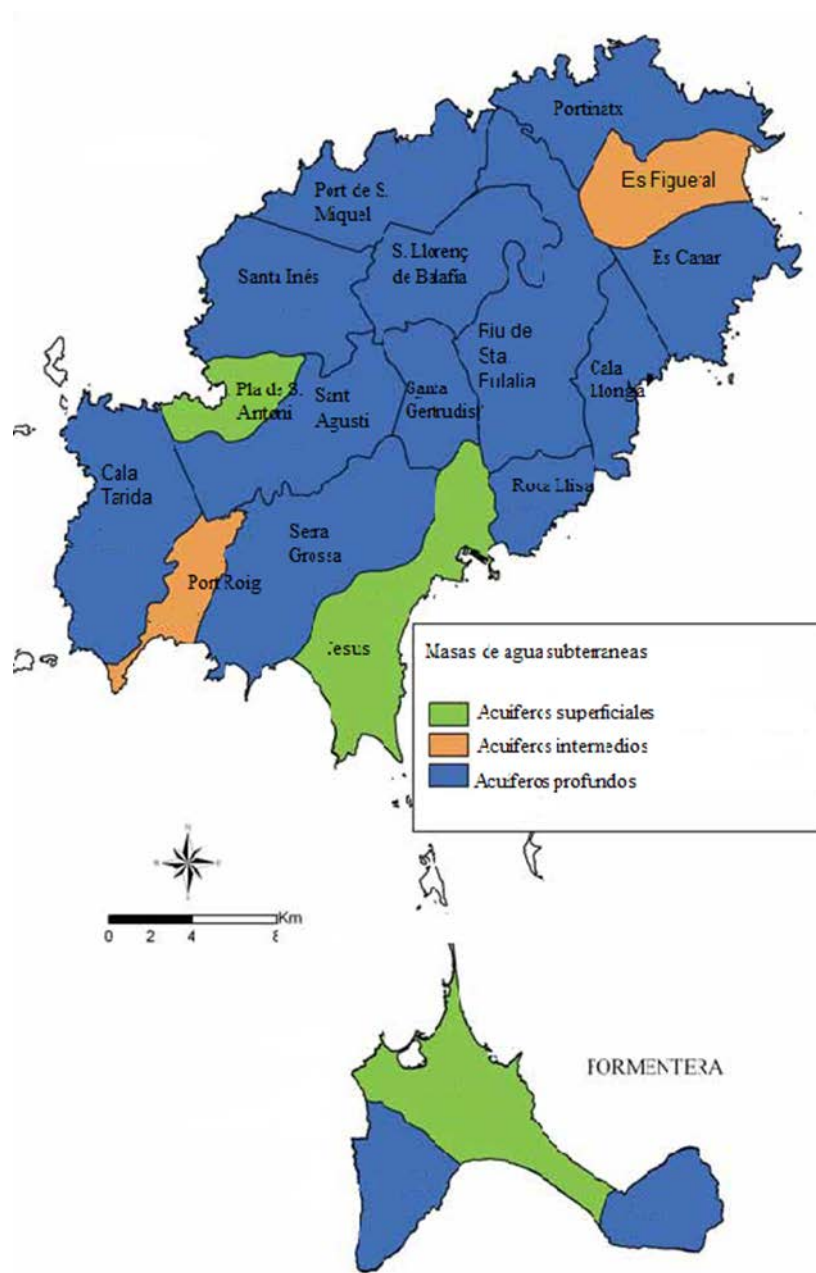 Portinatx
Es Figueral
Port de S.
Miquel
S. Llorenç
de Balafia
Es Canar
Santa Inés
Riu de
Sta
Eulalia
Cala
Llonga
Pla de S.
Antoni
Sant
Agusti
Santa
Gertrudis
Cala
Tarida
Roca Llisa
Serra
Grossa
Port Roig
Jesus
Masas de agua subterraneas
Acuiferos superficiales
Acuiferos intermedios
Acuiferos profundos
Km
0 2 4 8
FORMENTERA